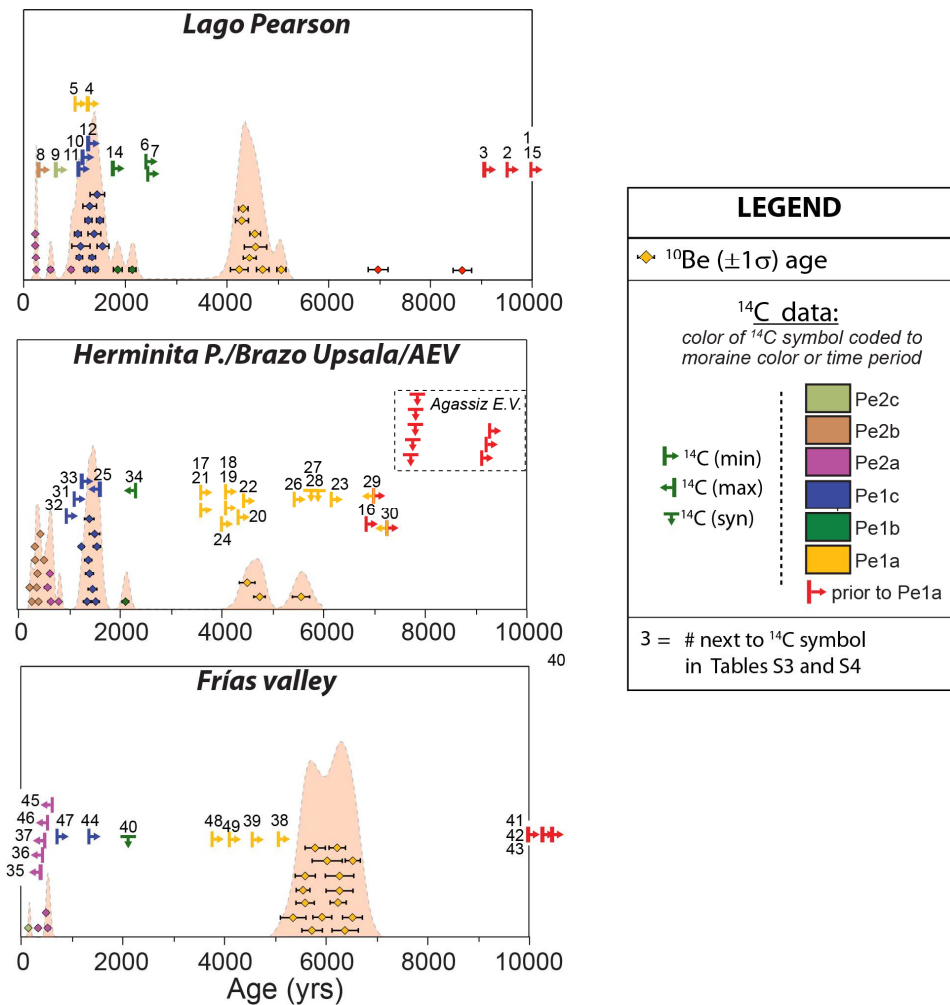 Lago Pearson
5 4
12
10
11
8 9
14
6
7
3 2
1
15
0 2000 4000 6000 8000 10000
Herminita P./Brazo Upsala/AEV
Agassiz E.V.
33 25
31
32
34
17
21
18
19
22
20
24
26
27
28
23
29
16
30
0 2000 4000 6000 8000 10000
40
Frías valley
45
46
37
36
35
47 44 40
48 49 39 38
41
42
43
0 2000 4000 6000 8000 10000
Age (yrs)
LEGEND
¹⁰Be (±1σ) age
¹⁴C data:
color of ¹⁴C symbol coded to
moraine color or time period
¹⁴C (min)
¹⁴C (max)
¹⁴C (syn)
Pe2c
Pe2b
Pe2a
Pe1c
Pe1b
Pe1a
prior to Pe1a
3 = # next to ¹⁴C symbol
in Tables S3 and S4